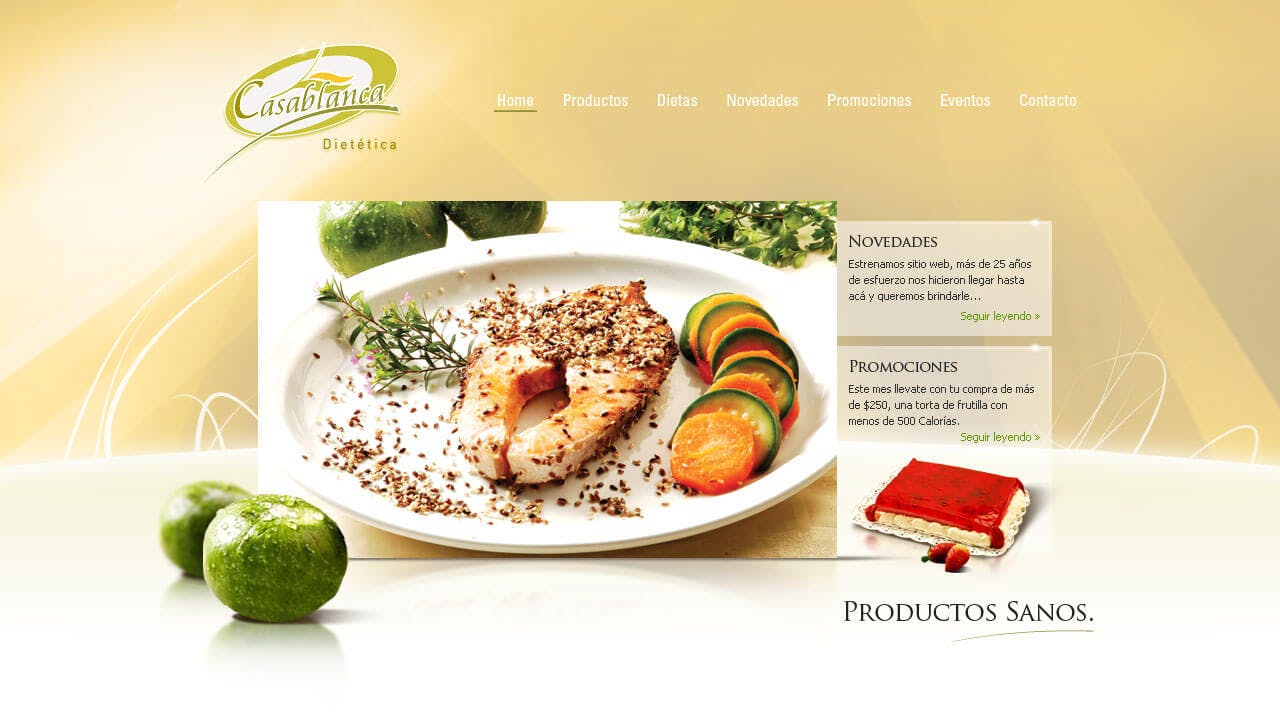 Casablanca
Dietética
Home Productos Dietas Novedades Promociones Eventos Contacto
Novedades
Estrenamos sitio web, más de 25 años
de esfuerzo nos hicieron llegar hasta
acá y queremos brindarle...
Seguir leyendo »
Promociones
Este mes llevate con tu compra de más
de $250, una torta de frutilla con
menos de 500 Calorías.
Seguir leyendo »
Productos Sanos.